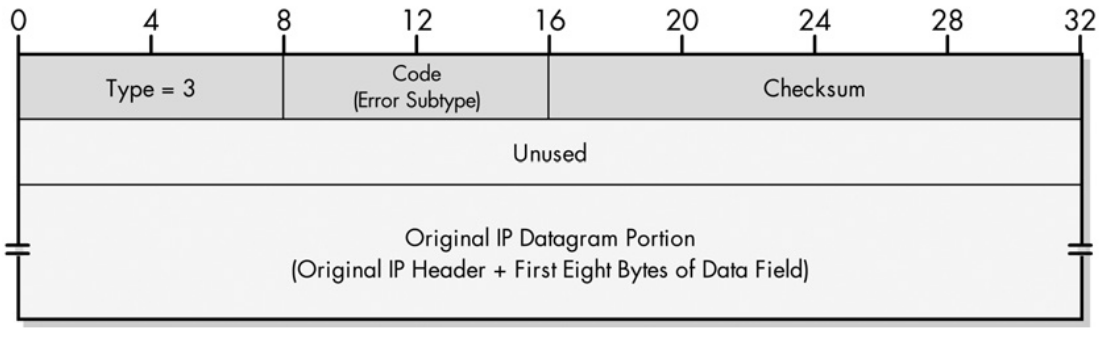 0 4 8 12 16 20 24 28 32
Type = 3
Code
(Error Subtype)
Checksum
Unused
Original IP Datagram Portion
(Original IP Header + First Eight Bytes of Data Field)